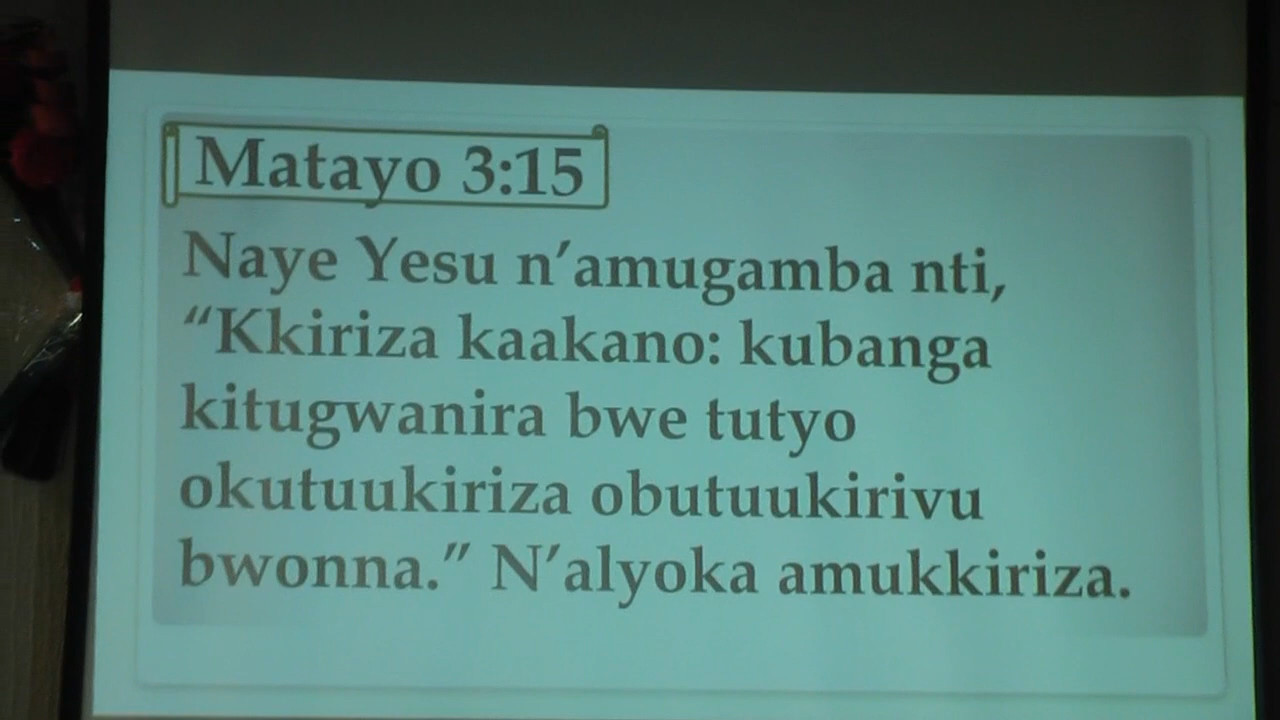 Matayo 3:15
Naye Yesu n’amugamba nti,
“Kkiriza kaakano: kubanga
kitugwanira bwe tutyo
okutuukiriza obutuukirivu
bwonna.” N’alyoka amukkiriza.